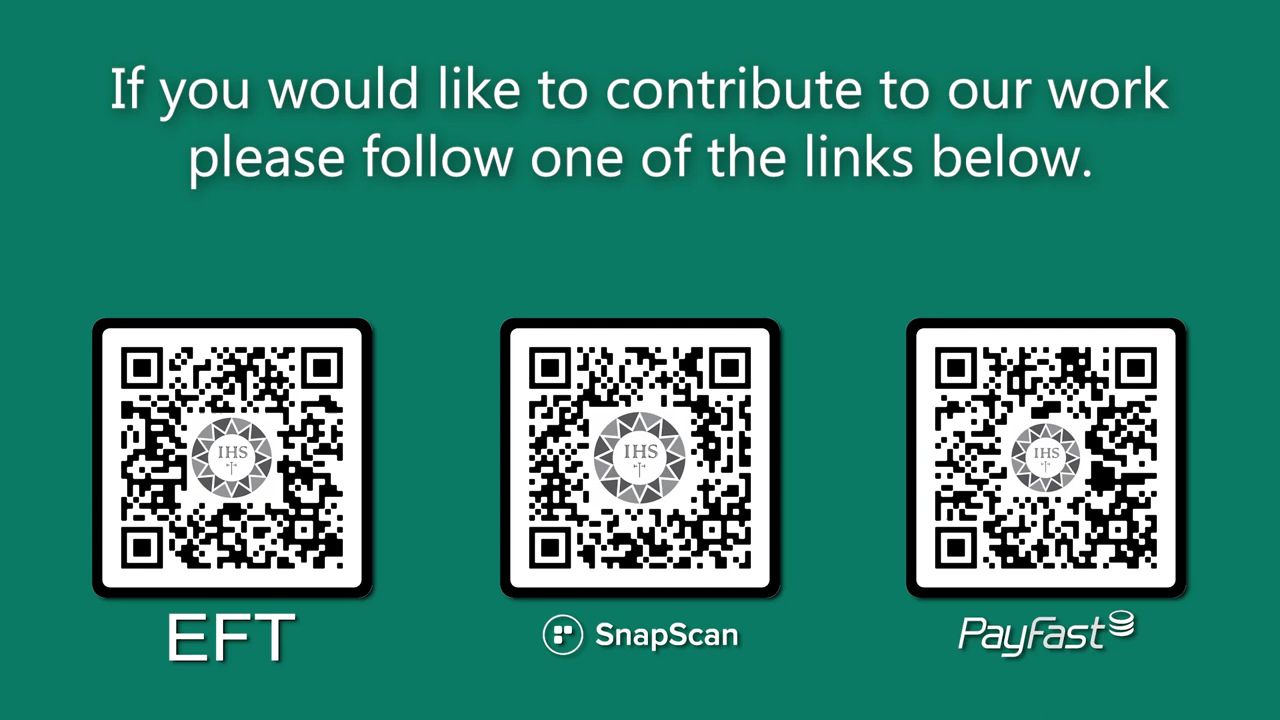 If you would like to contribute to our work
please follow one of the links below.
IHS
IHS
IHS
EFT
SnapScan
PayFast